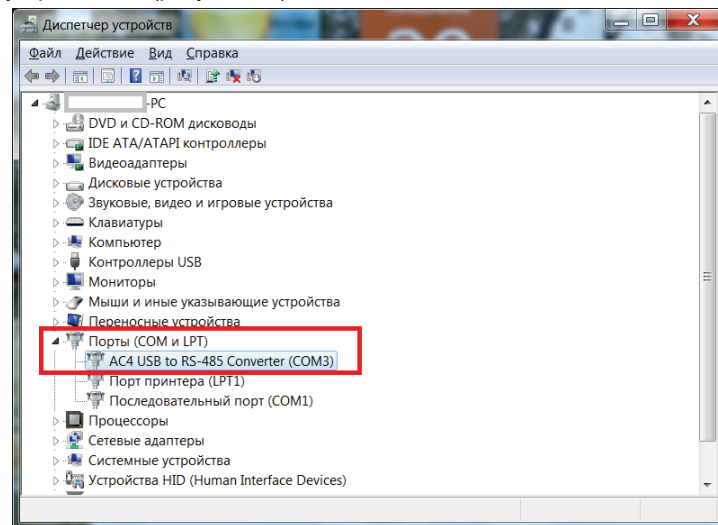 Диспетчер устройств
Файл Действие Вид Справка
-PC
DVD и CD-ROM дисководы
IDE ATA/ATAPI контроллеры
Видеоадаптеры
Дисковые устройства
Звуковые, видео и игровые устройства
Клавиатуры
Компьютер
Контроллеры USB
Мониторы
Мыши и иные указывающие устройства
Переносные устройства
Порты (COM и LPT)
AC4 USB to RS-485 Converter (COM3)
Порт принтера (LPT1)
Последовательный порт (COM1)
Процессоры
Сетевые адаптеры
Системные устройства
Устройства HID (Human Interface Devices)